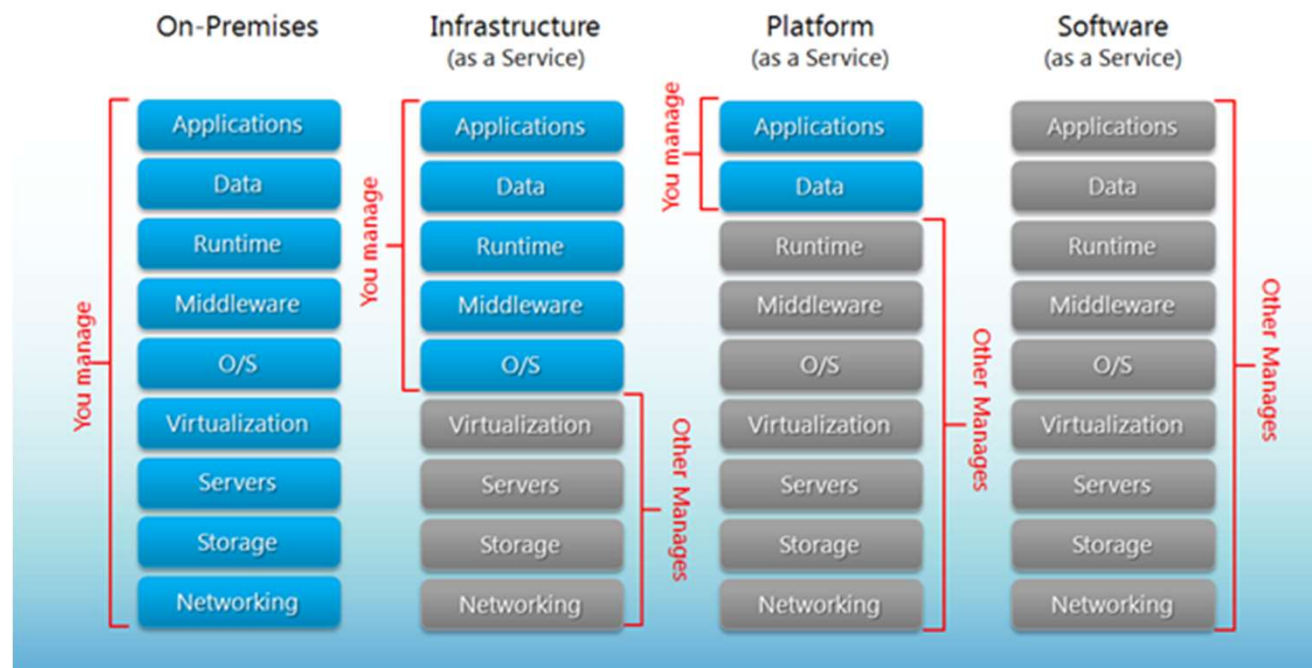 On-Premises
You manage
Applications
Data
Runtime
Middleware
O/S
Virtualization
Servers
Storage
Networking
Infrastructure
(as a Service)
You manage
Applications
Data
Runtime
Middleware
O/S
Virtualization
Servers
Storage
Networking
Other Manages
Platform
(as a Service)
You manage
Applications
Data
Runtime
Middleware
O/S
Virtualization
Servers
Storage
Networking
Other Manages
Software
(as a Service)
Applications
Data
Runtime
Middleware
O/S
Virtualization
Servers
Storage
Networking
Other Manages